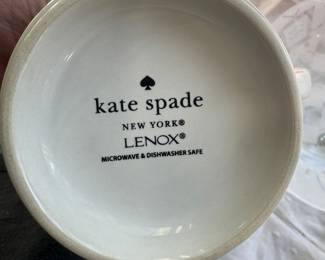 kate spade
NEW YORK®
LENOX®
MICROWAVE & DISHWASHER SAFE